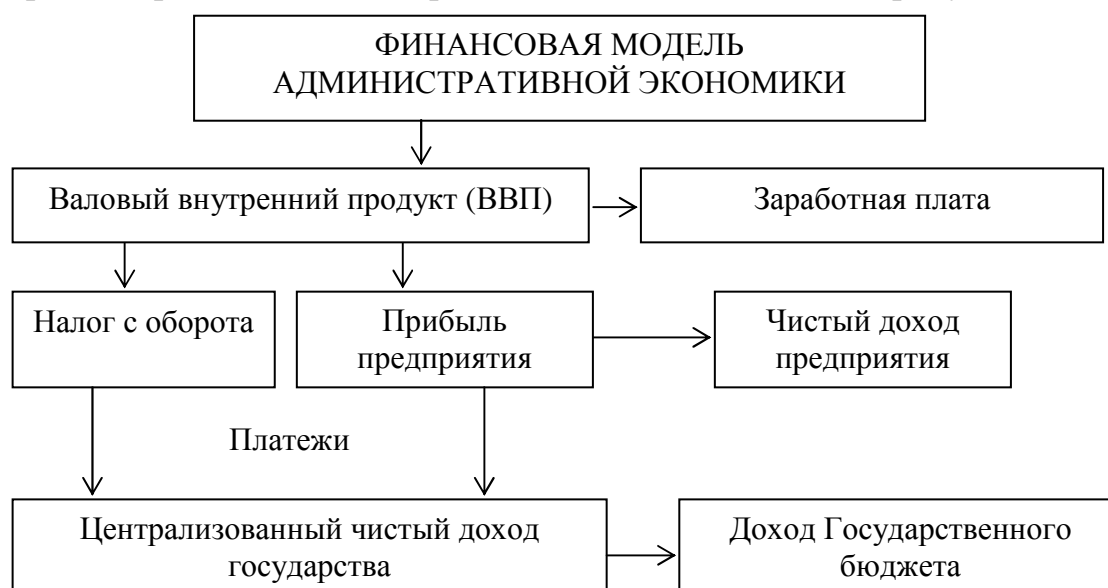 ФИНАНСОВАЯ МОДЕЛЬ
АДМИНИСТРАТИВНОЙ ЭКОНОМИКИ
Валовый внутренний продукт (ВВП)
Заработная плата
Налог с оборота
Прибыль
предприятия
Чистый доход
предприятия
Платежи
Централизованный чистый доход
государства
Доход Государственного
бюджета